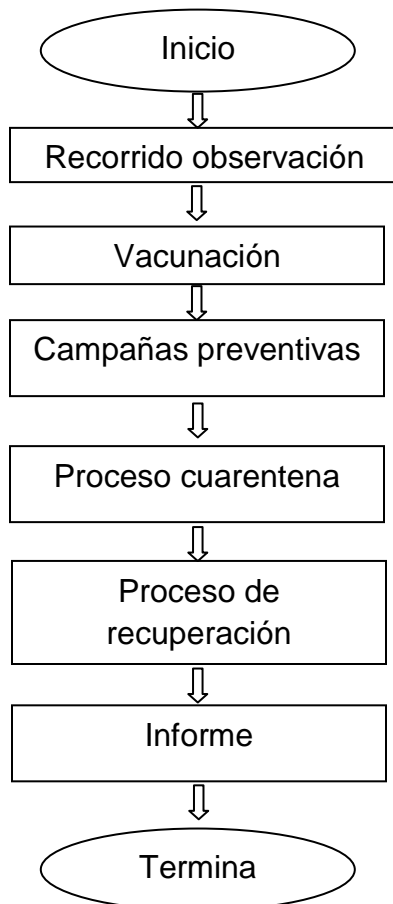 Inicio
Recorrido observación
Vacunación
Campañas preventivas
Proceso cuarentena
Proceso de
recuperación
Informe
Termina